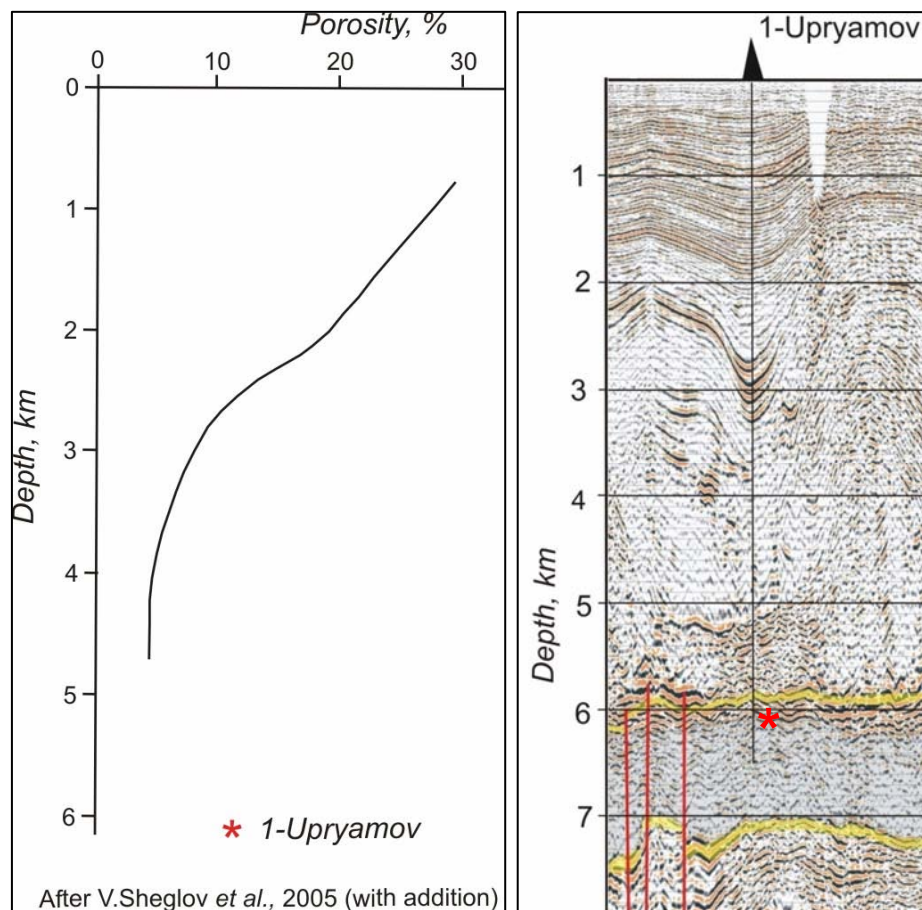 Porosity, %
0 10 20 30
0
1
2
3
4
5
6
Depth, km
* 1-Upryamov
After V.Sheglov et al., 2005 (with addition)
1-Upryamov
1
2
3
4
5
6
7
Depth, km
*